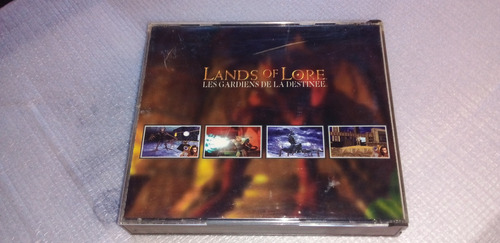 LANDS OF LORE
LES GARDIENS DE LA DESTINEE